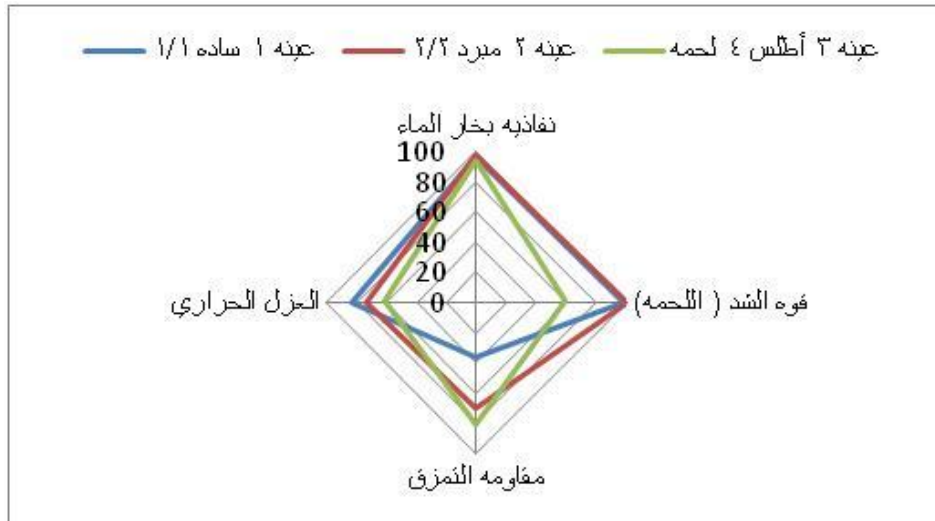 عينه ١ ساده ١/١ عينه ٢ مبرد ٢/٢ عينه ٣ أطلس ٤ لحمه
نفاذيه بخار الماء
100
80
60
40
20
0
قوه الشد ( اللحمه)
العزل الحراري
مقاومه التمزق